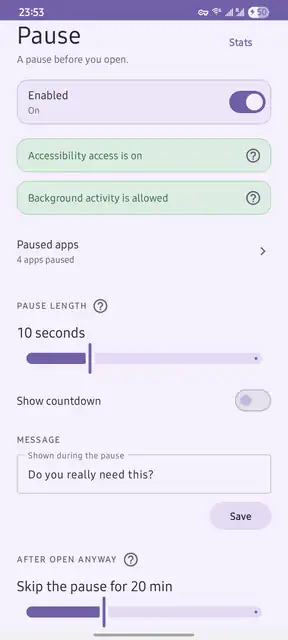 23:53
50
Pause
Stats
A pause before you open.
Enabled
On
Accessibility access is on
Background activity is allowed
Paused apps
4 apps paused
PAUSE LENGTH
10 seconds
Show countdown
MESSAGE
Shown during the pause
Do you really need this?
Save
AFTER OPEN ANYWAY
Skip the pause for 20 min